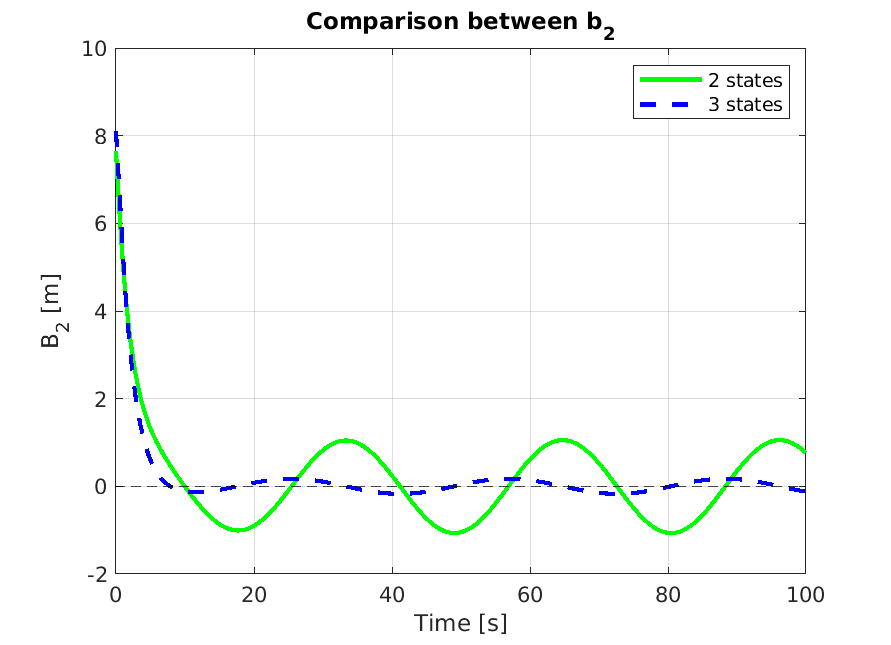 Comparison between b₂
10
8
6
4
2
0
-2
B₂ [m]
2 states
3 states
0 20 40 60 80 100
Time [s]